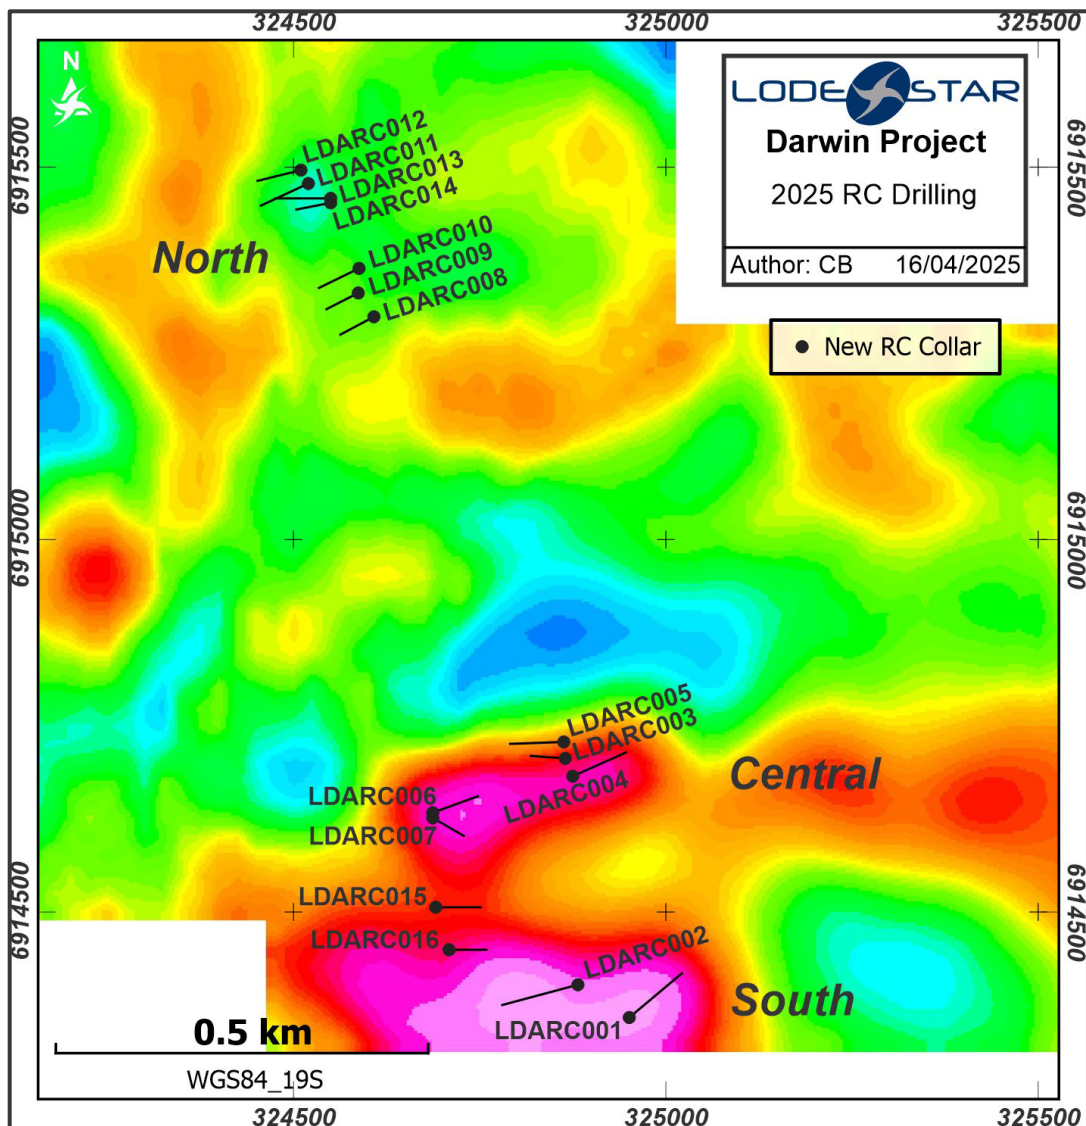 324500 325000 325500
N
LODE STAR
Darwin Project
2025 RC Drilling
Author: CB 16/04/2025
New RC Collar
6915500
6915500
LDARC012
LDARC011
LDARC013
LDARC014
North
LDARC010
LDARC009
LDARC008
6915000
6915000
LDARC005
LDARC003
LDARC004
Central
LDARC006
LDARC007
6914500
6914500
LDARC015
LDARC016
LDARC002
LDARC001
South
0.5 km
WGS84_19S
324500 325000 325500